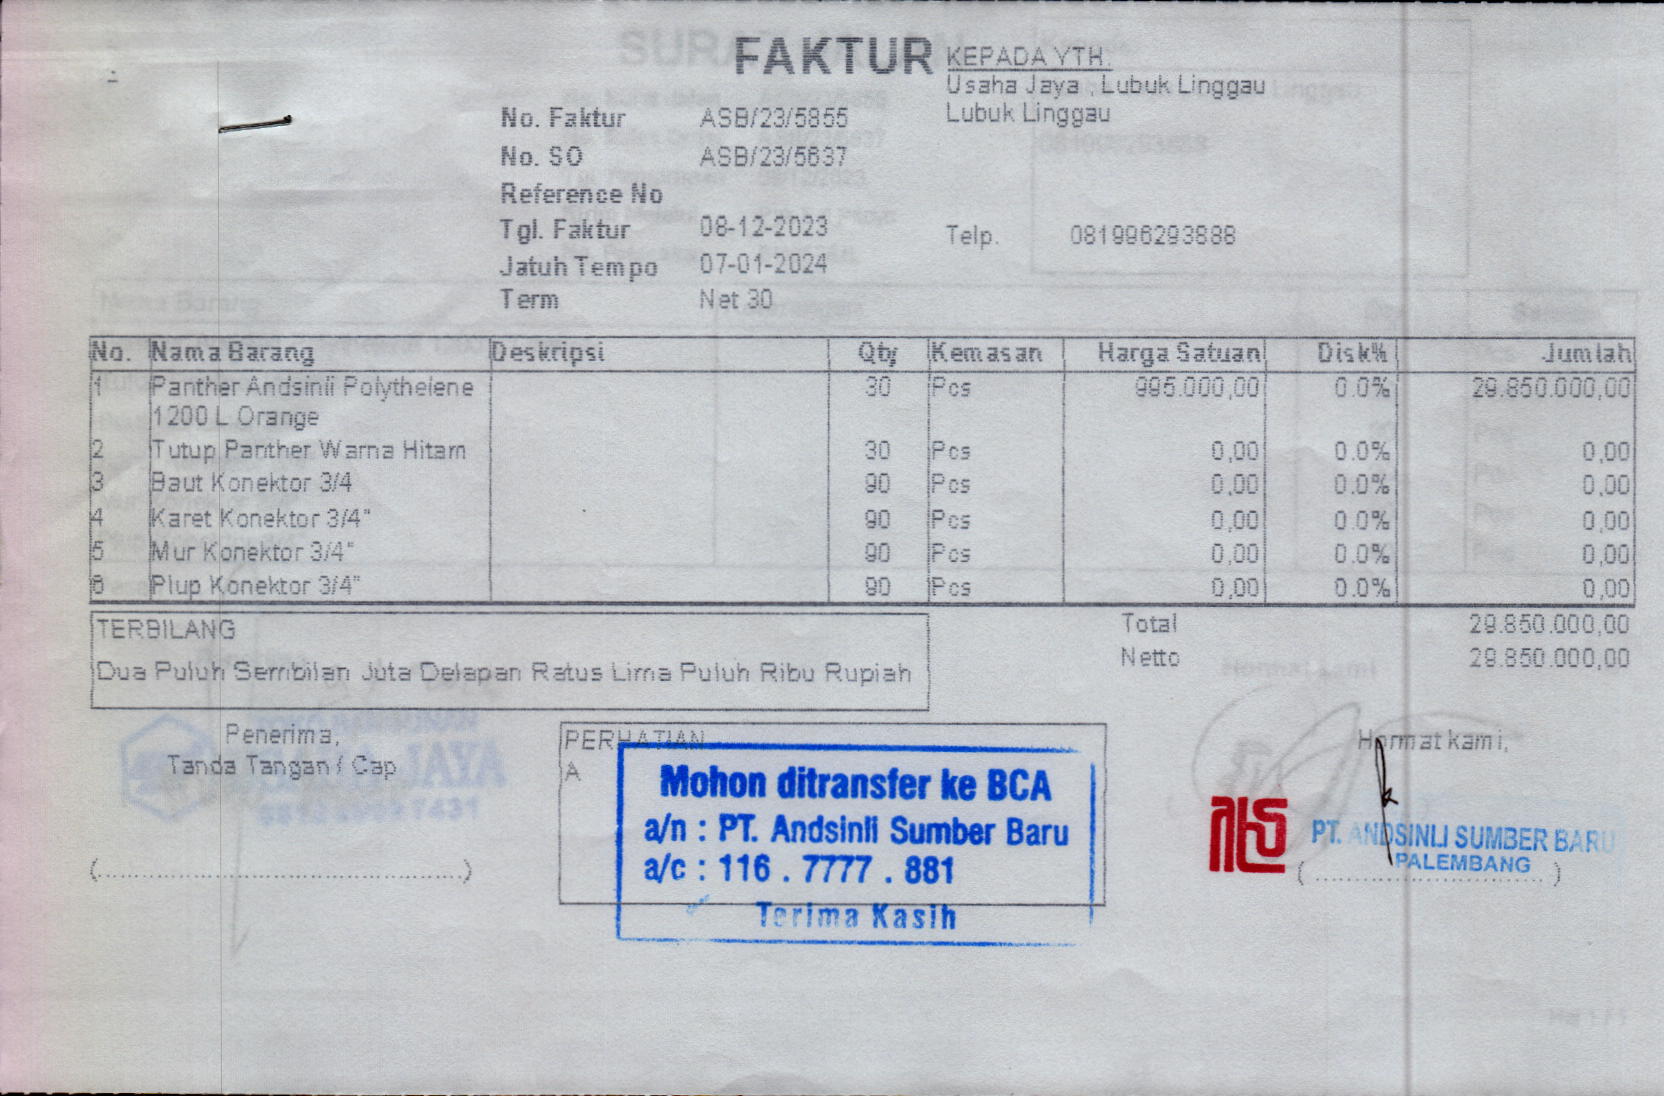 FAKTUR
KEPADA YTH.
Usaha Jaya , Lubuk Linggau
Lubuk Linggau
No. Faktur ASB/23/5855
No. SO ASB/23/5637
Reference No
Tgl. Faktur 08-12-2023
Telp. 081996293888
Jatuh Tempo 07-01-2024
Term Net 30
No. Nama Barang Deskripsi Qty Kemasan Harga Satuan Disk% Jumlah
1 Panther Andsinli Polythelene 30 Pcs 995.000,00 0.0% 29.850.000,00
1200 L Orange
2 Tutup Panther Warna Hitam 30 Pcs 0,00 0.0% 0,00
3 Baut Konektor 3/4 90 Pcs 0,00 0.0% 0,00
4 Karet Konektor 3/4" 90 Pcs 0,00 0.0% 0,00
5 Mur Konektor 3/4" 90 Pcs 0,00 0.0% 0,00
6 Plup Konektor 3/4" 90 Pcs 0,00 0.0% 0,00
TERBILANG
Dua Puluh Sembilan Juta Delapan Ratus Lima Puluh Ribu Rupiah
Total 29.850.000,00
Netto 29.850.000,00
Penerima,
Tanda Tangan / Cap
(..............................................)
PERHATIAN
A
Mohon ditransfer ke BCA
a/n : PT. Andsinli Sumber Baru
a/c : 116 . 7777 . 881
Terima Kasih
Hormat kami,
PT. ANDSINLI SUMBER BARU
PALEMBANG
(..............................)